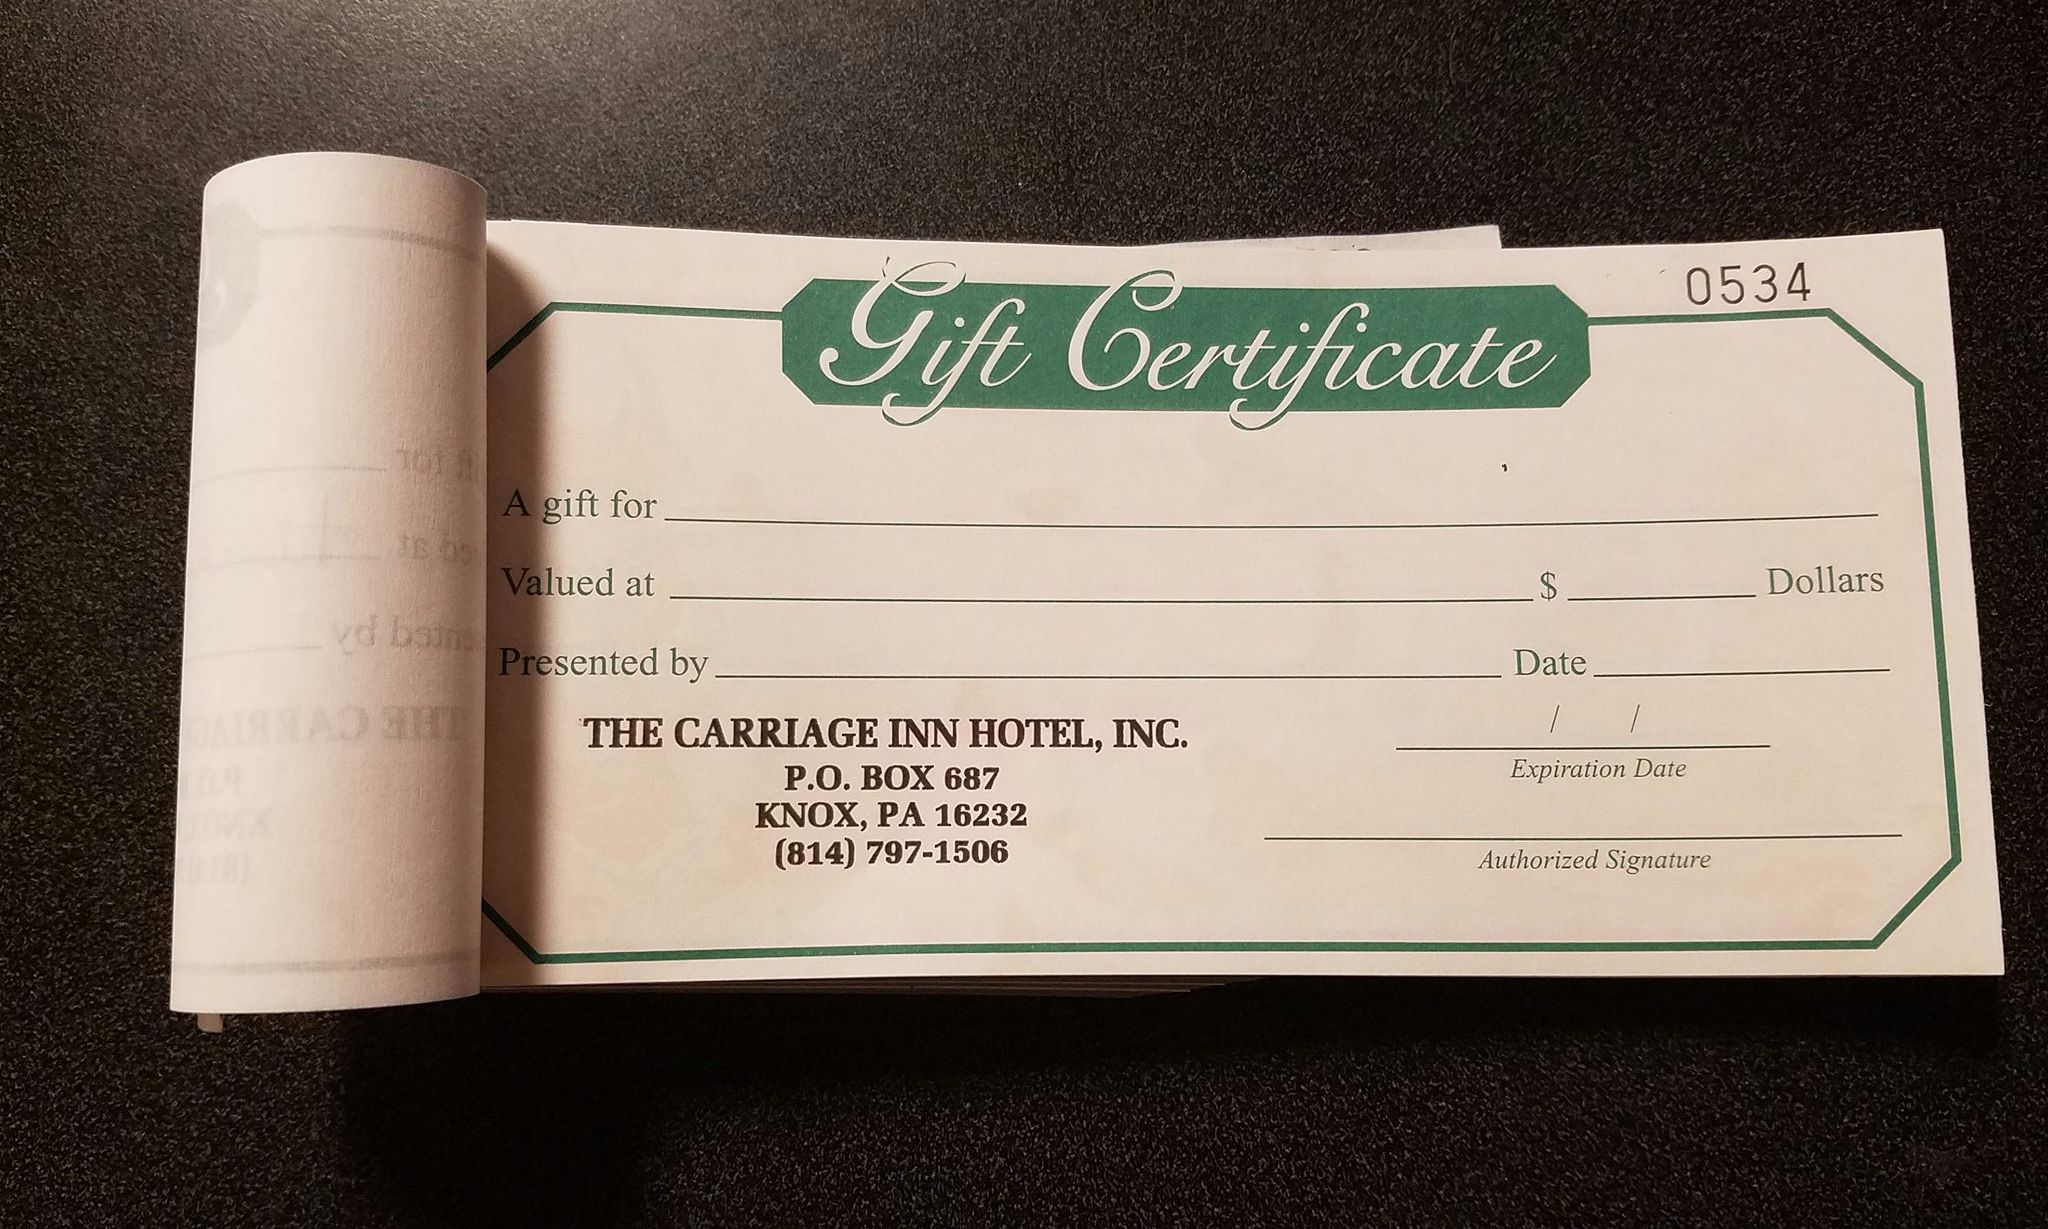 0534
Gift Certificate
A gift for
Valued at $ Dollars
Presented by Date
/ /
Expiration Date
THE CARRIAGE INN HOTEL, INC.
P.O. BOX 687
KNOX, PA 16232
(814) 797-1506
Authorized Signature